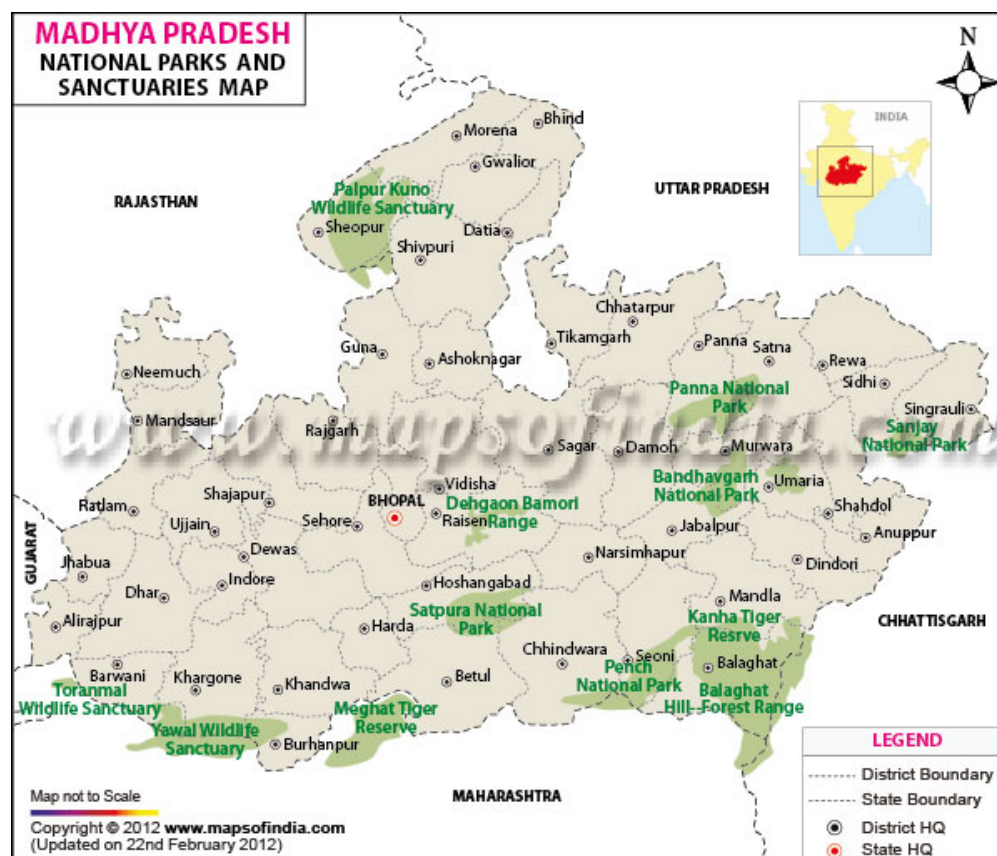 MADHYA PRADESH
NATIONAL PARKS AND
SANCTUARIES MAP
N
INDIA
Bhind
Morena
Gwalior
RAJASTHAN
UTTAR PRADESH
Palpur Kuno
Wildlife Sanctuary
Sheopur
Datia
Shivpuri
Chhatarpur
Tikamgarh
Panna
Satna
Rewa
Sidhi
Guna
Ashoknagar
Neemuch
Panna National
Park
Singrauli
Sanjay
National Park
Mandsaur
Rajgarh
www.mapsofindia.com
Sagar
Damoh
Murwara
Bandhavgarh
National Park
Umaria
Vidisha
BHOPAL
Dehgaon Bamori
Range
Raisen
Shajapur
Sehore
Ratlam
Ujjain
Shahdol
Anuppur
Jabalpur
GUJARAT
Dewas
Narsimhapur
Dindori
Jhabua
Indore
Dhar
Hoshangabad
Mandla
Satpura National
Park
Kanha Tiger
Resrve
CHHATTISGARH
Alirajpur
Harda
Chhindwara
Seoni
Balaghat
Barwani
Khargone
Khandwa
Betul
Pench
National Park
Balaghat
Hill- Forest Range
Toranmal
Wildlife Sanctuary
Meghat Tiger
Reserve
Yawal Wildlife
Sanctuary
Burhanpur
MAHARASHTRA
LEGEND
District Boundary
State Boundary
District HQ
State HQ
Map not to Scale
Copyright © 2012 www.mapsofindia.com
(Updated on 22nd February 2012)